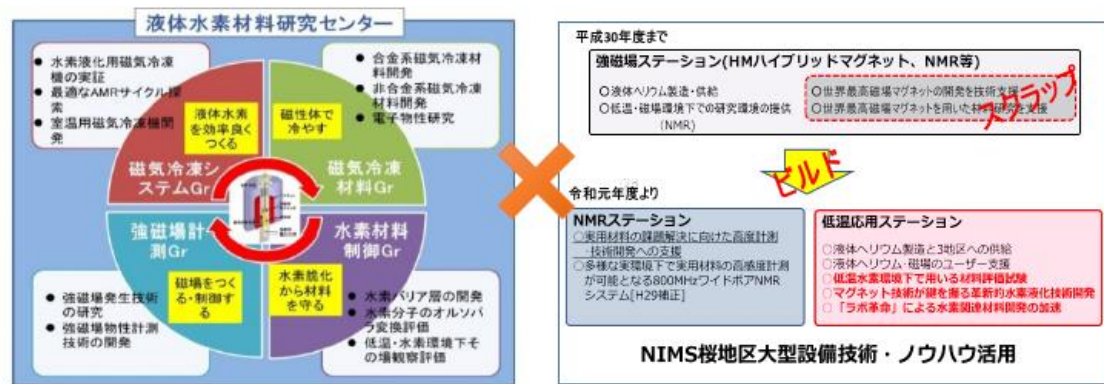 液体水素材料研究センター
● 水素液化用磁気冷凍
機の実証
● 最適なAMRサイクル探
索
● 室温用磁気冷凍機開
発
● 合金系磁気冷凍材
料開発
● 非合金系磁気冷凍
材料開発
● 電子物性研究
液体水素
を効率良く
つくる
磁性体で
冷やす
磁気冷凍シ
ステムGr
磁気冷凍
材料Gr
強磁場計
測Gr
水素材料
制御Gr
磁場をつく
る・制御す
る
水素脆化
から材料
を守る
● 強磁場発生技術
の研究
● 強磁場物性計測
技術の開発
● 水素バリア層の開発
● 水素分子のオルソパ
ラ変換評価
● 低温・水素環境下そ
の場観察評価
平成30年度まで
強磁場ステーション(HMハイブリッドマグネット、NMR等)
○液体ヘリウム製造・供給
○低温・磁場環境下での研究環境の提供
(NMR)
○世界最高磁場マグネットの開発を技術支援
○世界最高磁場マグネットを用いた材料研究を支援
スクラップ
ビルド
令和元年度より
NMRステーション
○実用材料の課題解決に向けた高度計測
・技術開発への支援
○多様な実環境下で実用材料の高感度計測
が可能となる800MHzワイドボアNMR
システム[H29補正]
低温応用ステーション
○液体ヘリウム製造と3地区への供給
○液体ヘリウム・磁場のユーザー支援
○低温水素環境下で用いる材料評価試験
○マグネット技術が鍵を握る革新的水素液化技術開発
○「ラボ革命」による水素関連材料開発の加速
NIMS桜地区大型設備技術・ノウハウ活用